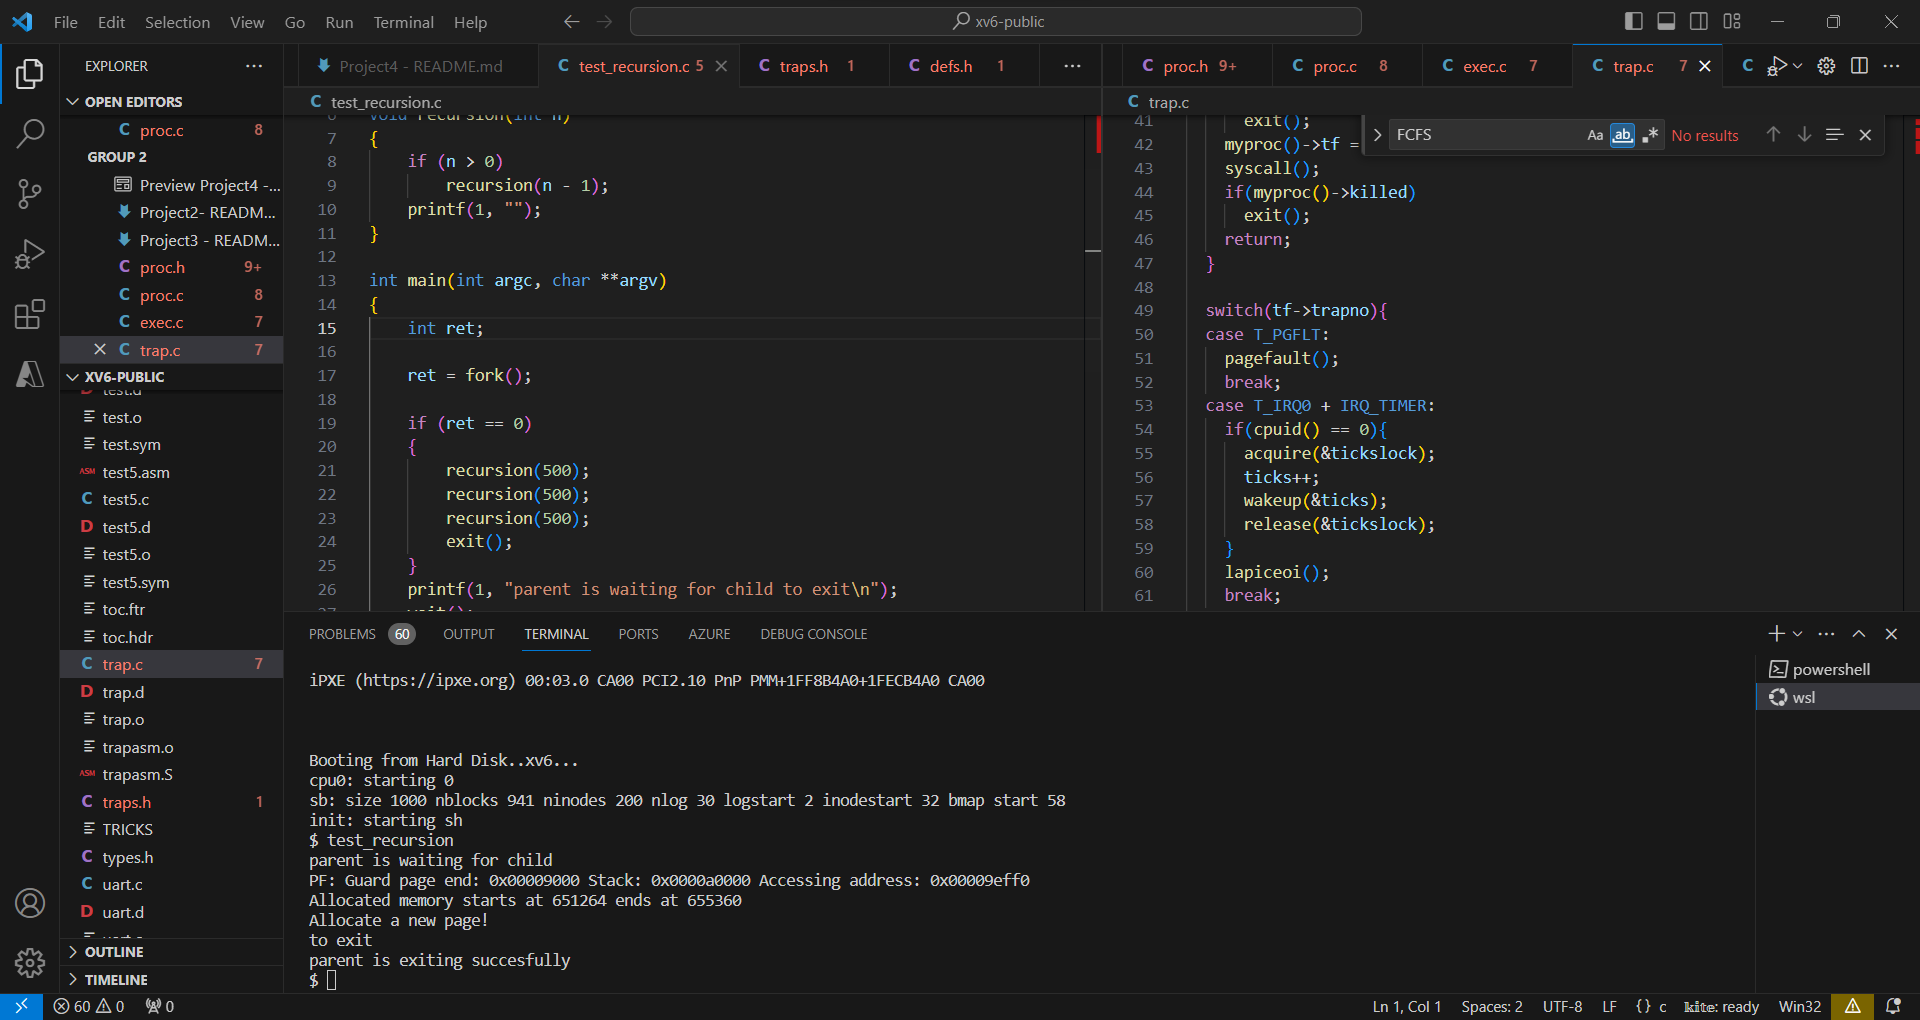 File Edit Selection View Go Run Terminal Help
xv6-public
EXPLORER
OPEN EDITORS
proc.c 8
GROUP 2
Preview Project4 -...
Project2- READM...
Project3 - READM...
proc.h 9+
proc.c 8
exec.c 7
trap.c 7
XV6-PUBLIC
test.d
test.o
test.sym
ASM test5.asm
C test5.c
D test5.d
test5.o
test5.sym
toc.ftr
toc.hdr
C trap.c 7
D trap.d
trap.o
trapasm.o
ASM trapasm.S
C traps.h 1
TRICKS
C types.h
C uart.c
D uart.d
OUTLINE
TIMELINE
Project4 - README.md
C test_recursion.c 5
C traps.h 1
C defs.h 1
C test_recursion.c
6 void recursion(int n)
7 {
8 if (n > 0)
9 recursion(n - 1);
10 printf(1, "");
11 }
12
13 int main(int argc, char **argv)
14 {
15 int ret;
16
17 ret = fork();
18
19 if (ret == 0)
20 {
21 recursion(500);
22 recursion(500);
23 recursion(500);
24 exit();
25 }
26 printf(1, "parent is waiting for child to exit\n");
27 wait();
C proc.h 9+
C proc.c 8
C exec.c 7
C trap.c 7
C trap.c
FCFS Aa ab No results
41 exit();
42 myproc()->tf =
43 syscall();
44 if(myproc()->killed)
45 exit();
46 return;
47 }
48
49 switch(tf->trapno){
50 case T_PGFLT:
51 pagefault();
52 break;
53 case T_IRQ0 + IRQ_TIMER:
54 if(cpuid() == 0){
55 acquire(&tickslock);
56 ticks++;
57 wakeup(&ticks);
58 release(&tickslock);
59 }
60 lapiceoi();
61 break;
PROBLEMS 60 OUTPUT TERMINAL PORTS AZURE DEBUG CONSOLE
iPXE (https://ipxe.org) 00:03.0 CA00 PCI2.10 PnP PMM+1FF8B4A0+1FECB4A0 CA00
Booting from Hard Disk..xv6...
cpu0: starting 0
sb: size 1000 nblocks 941 ninodes 200 nlog 30 logstart 2 inodestart 32 bmap start 58
init: starting sh
$ test_recursion
parent is waiting for child
PF: Guard page end: 0x00009000 Stack: 0x0000a0000 Accessing address: 0x00009eff0
Allocated memory starts at 651264 ends at 655360
Allocate a new page!
to exit
parent is exiting succesfully
$
powershell
wsl
60 0 0
Ln 1, Col 1 Spaces: 2 UTF-8 LF {} c kite: ready Win32